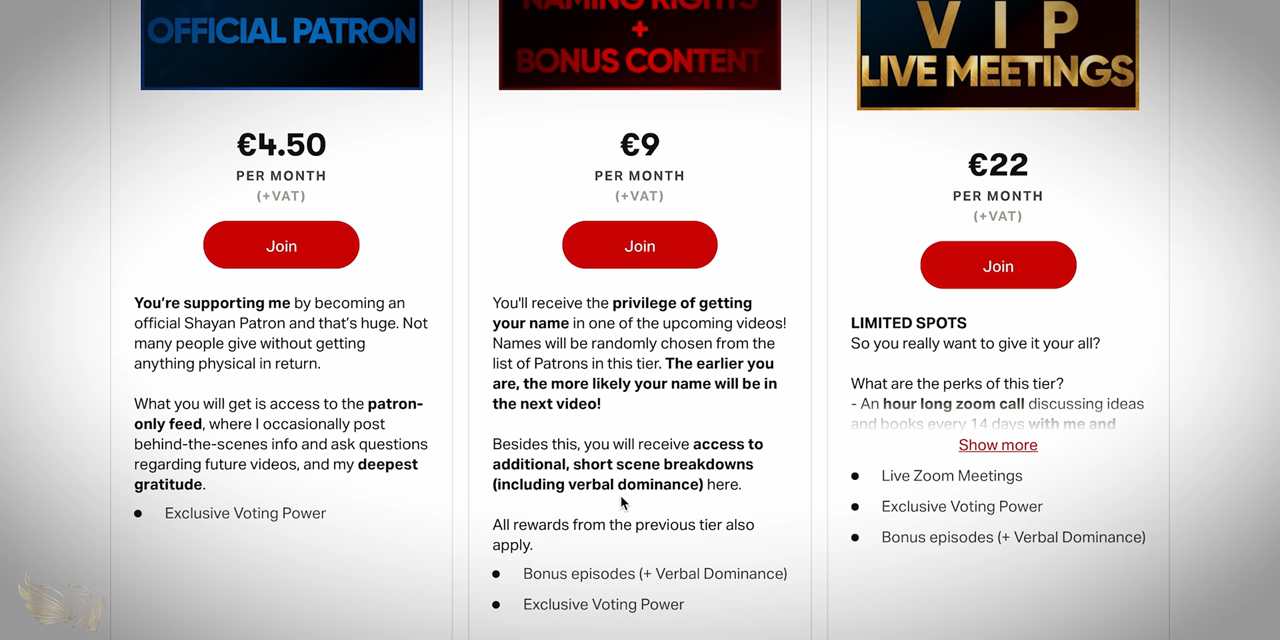 OFFICIAL PATRON
€4.50
PER MONTH
(+VAT)
Join
You're supporting me by becoming an
official Shayan Patron and that's huge. Not
many people give without getting
anything physical in return.
What you will get is access to the patron-
only feed, where I occasionally post
behind-the-scenes info and ask questions
regarding future videos, and my deepest
gratitude.
Exclusive Voting Power
NAMING RIGHTS
+
BONUS CONTENT
€9
PER MONTH
(+VAT)
Join
You'll receive the privilege of getting
your name in one of the upcoming videos!
Names will be randomly chosen from the
list of Patrons in this tier. The earlier you
are, the more likely your name will be in
the next video!
Besides this, you will receive access to
additional, short scene breakdowns
(including verbal dominance) here.
All rewards from the previous tier also
apply.
Bonus episodes (+ Verbal Dominance)
Exclusive Voting Power
VIP
LIVE MEETINGS
€22
PER MONTH
(+VAT)
Join
LIMITED SPOTS
So you really want to give it your all?
What are the perks of this tier?
- An hour long zoom call discussing ideas
and books every 14 days with me and
Show more
Live Zoom Meetings
Exclusive Voting Power
Bonus episodes (+ Verbal Dominance)